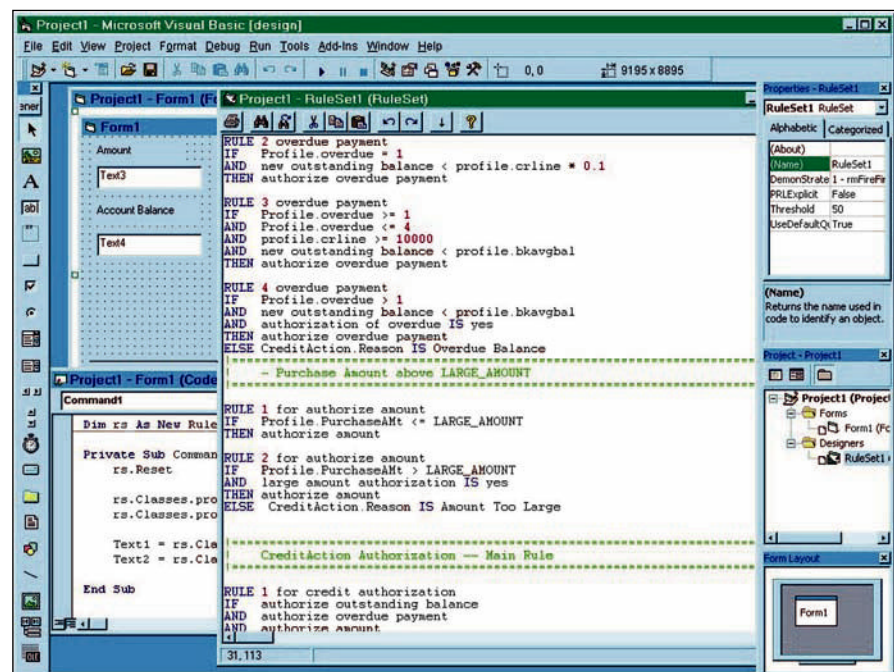 Project1 - Microsoft Visual Basic [design]
File Edit View Project Format Debug Run Tools Add-Ins Window Help
0,0
9195 x 8895
Project1 - Form1 (Fo
Form1
Amount
Text3
Account Balance
Text4
Project1 - Form1 (Code
Command1
Dim rs As New Rule
Private Sub Comman
rs.Reset
rs.Classes.pro
rs.Classes.pro
Text1 = rs.Cla
Text2 = rs.Cla
End Sub
Project1 - RuleSet1 (RuleSet)
RULE 2 overdue payment
IF Profile.overdue = 1
AND new outstanding balance < profile.crline * 0.1
THEN authorize overdue payment
RULE 3 overdue payment
IF Profile.overdue >= 1
AND Profile.overdue <= 4
AND profile.crline >= 10000
AND new outstanding balance < profile.bkavgbal
THEN authorize overdue payment
RULE 4 overdue payment
IF Profile.overdue > 1
AND new outstanding balance < profile.bkavgbal
AND authorization of overdue IS yes
THEN authorize overdue payment
ELSE CreditAction.Reason IS Overdue Balance
- Purchase Amount above LARGE_AMOUNT
RULE 1 for authorize amount
IF Profile.PurchaseAMt <= LARGE_AMOUNT
THEN authorize amount
RULE 2 for authorize amount
IF Profile.PurchaseAMt > LARGE_AMOUNT
AND large amount authorization IS yes
THEN authorize amount
ELSE CreditAction.Reason IS Amount Too Large
CreditAction Authorization -- Main Rule
RULE 1 for credit authorization
IF authorize outstanding balance
AND authorize overdue payment
AND authorize amount
31, 113
Properties - RuleSet1
RuleSet1 RuleSet
Alphabetic Categorized
(About)
(Name) RuleSet1
DemonStrate 1 - rmFireFir
PRLExplicit False
Threshold 50
UseDefaultQ True
(Name)
Returns the name used in
code to identify an object.
Project - Project1
Project1 (Project
Forms
Form1 (Fo
Designers
RuleSet1
Form Layout
Form1